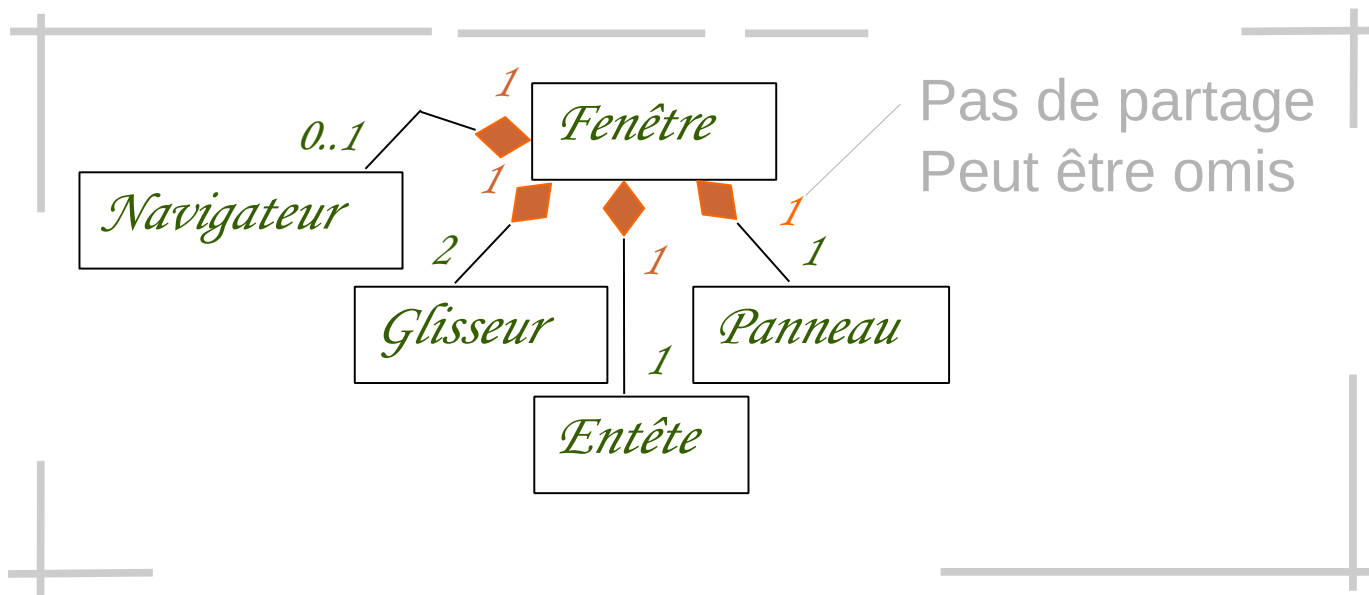 1
Fenêtre
Pas de partage
Peut être omis
0..1
1
Navigateur
1
2
1
1
Glisseur
Panneau
1
Entête